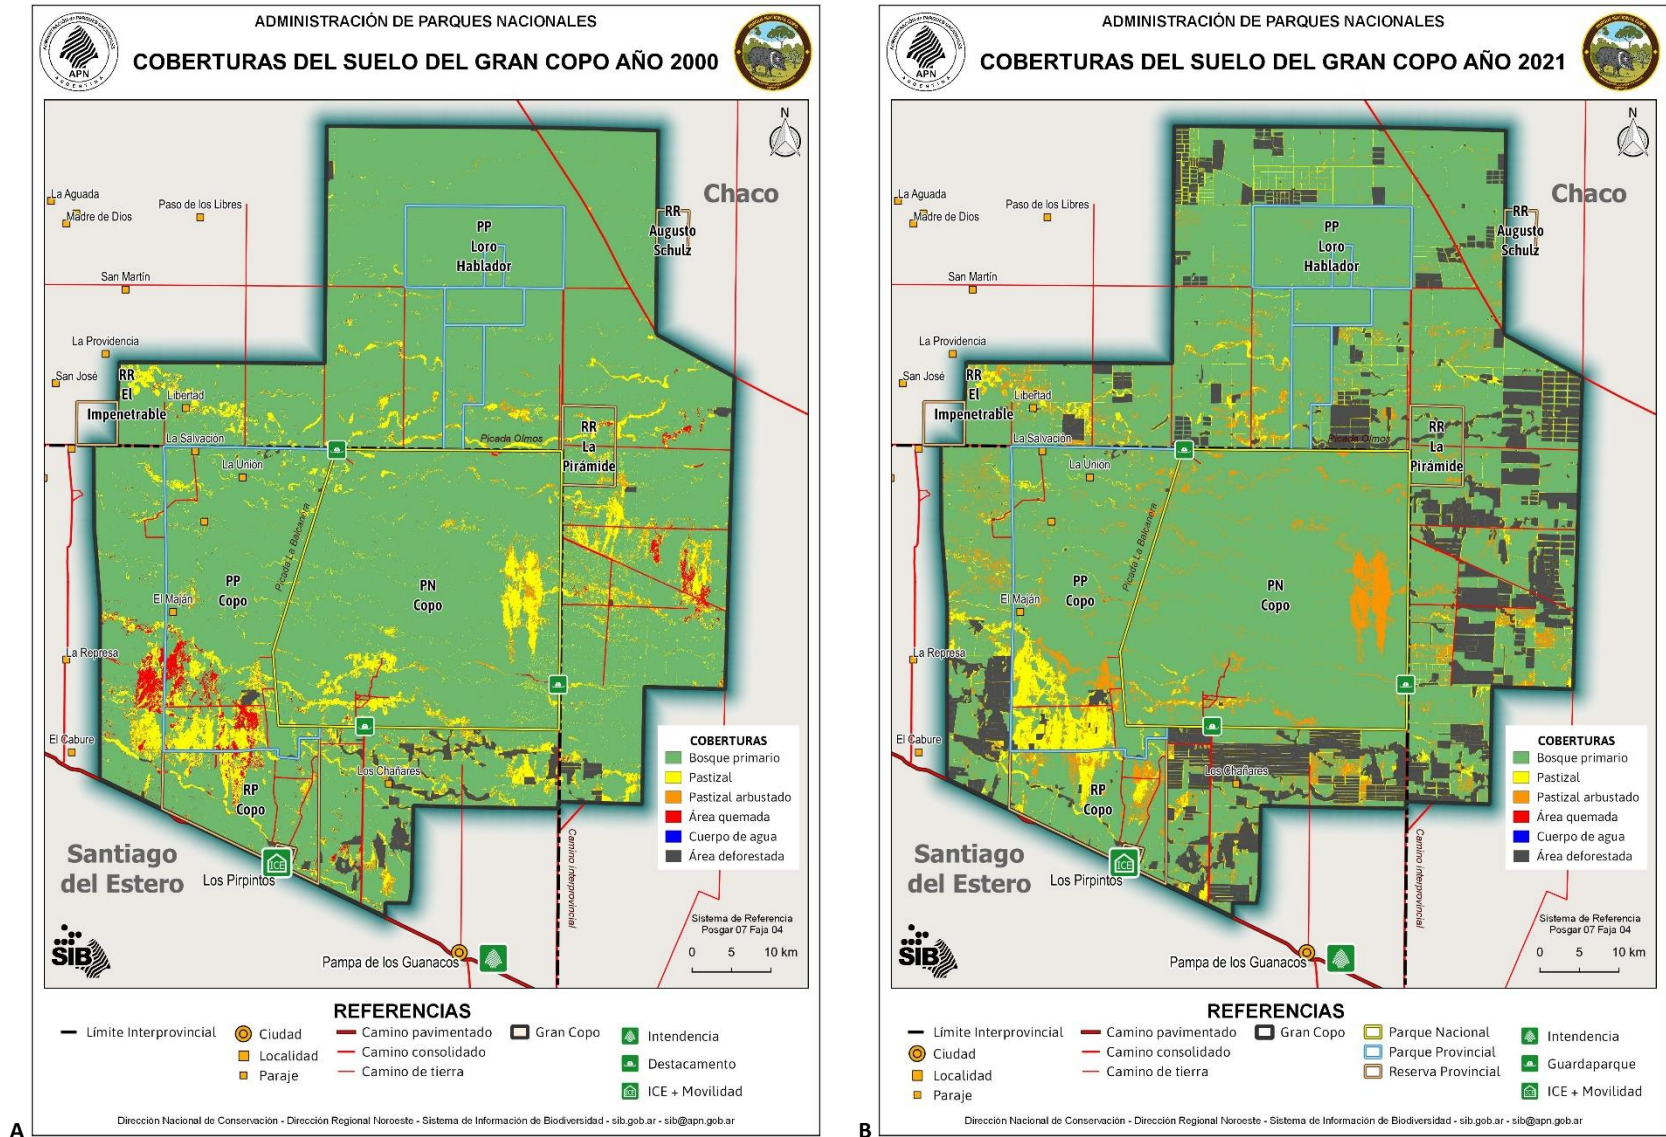 ADMINISTRACIÓN DE PARQUES NACIONALES
COBERTURAS DEL SUELO DEL GRAN COPO AÑO 2000
APN
N
Chaco
La Aguada
Madre de Dios
Paso de los Libres
PP
Loro
Hablador
RR
Augusto
Schulz
San Martín
La Providencia
San José
RR
El
Impenetrable
Libertad
La Salvación
Picada Olmos
RR
La
Pirámide
La Unión
Picada La Balcanera
PP
Copo
PN
Copo
El Maján
La Represa
El Cabure
Los Chañares
RP
Copo
COBERTURAS
Bosque primario
Pastizal
Pastizal arbustado
Área quemada
Cuerpo de agua
Área deforestada
Santiago
del Estero
ICE
Los Pirpintos
Camino interprovincial
Sistema de Referencia
Posgar 07 Faja 04
0 5 10 km
SIB
Pampa de los Guanacos
REFERENCIAS
Límite Interprovincial
Ciudad
Localidad
Paraje
Camino pavimentado
Camino consolidado
Camino de tierra
Gran Copo
Intendencia
Destacamento
ICE + Movilidad
Dirección Nacional de Conservación - Dirección Regional Noroeste - Sistema de Información de Biodiversidad - sib.gob.ar - sib@apn.gob.ar
A
ADMINISTRACIÓN DE PARQUES NACIONALES
COBERTURAS DEL SUELO DEL GRAN COPO AÑO 2021
APN
N
Chaco
La Aguada
Madre de Dios
Paso de los Libres
PP
Loro
Hablador
RR
Augusto
Schulz
San Martín
La Providencia
San José
RR
El
Impenetrable
Libertad
La Salvación
Picada Olmos
RR
La
Pirámide
La Unión
Picada La Balcanera
PP
Copo
PN
Copo
El Maján
La Represa
El Cabure
Los Chañares
RP
Copo
COBERTURAS
Bosque primario
Pastizal
Pastizal arbustado
Área quemada
Cuerpo de agua
Área deforestada
Santiago
del Estero
ICE
Los Pirpintos
Camino interprovincial
Sistema de Referencia
Posgar 07 Faja 04
0 5 10 km
SIB
Pampa de los Guanacos
REFERENCIAS
Límite Interprovincial
Ciudad
Localidad
Paraje
Camino pavimentado
Camino consolidado
Camino de tierra
Gran Copo
Parque Nacional
Parque Provincial
Reserva Provincial
Intendencia
Guardaparque
ICE + Movilidad
Dirección Nacional de Conservación - Dirección Regional Noroeste - Sistema de Información de Biodiversidad - sib.gob.ar - sib@apn.gob.ar
B